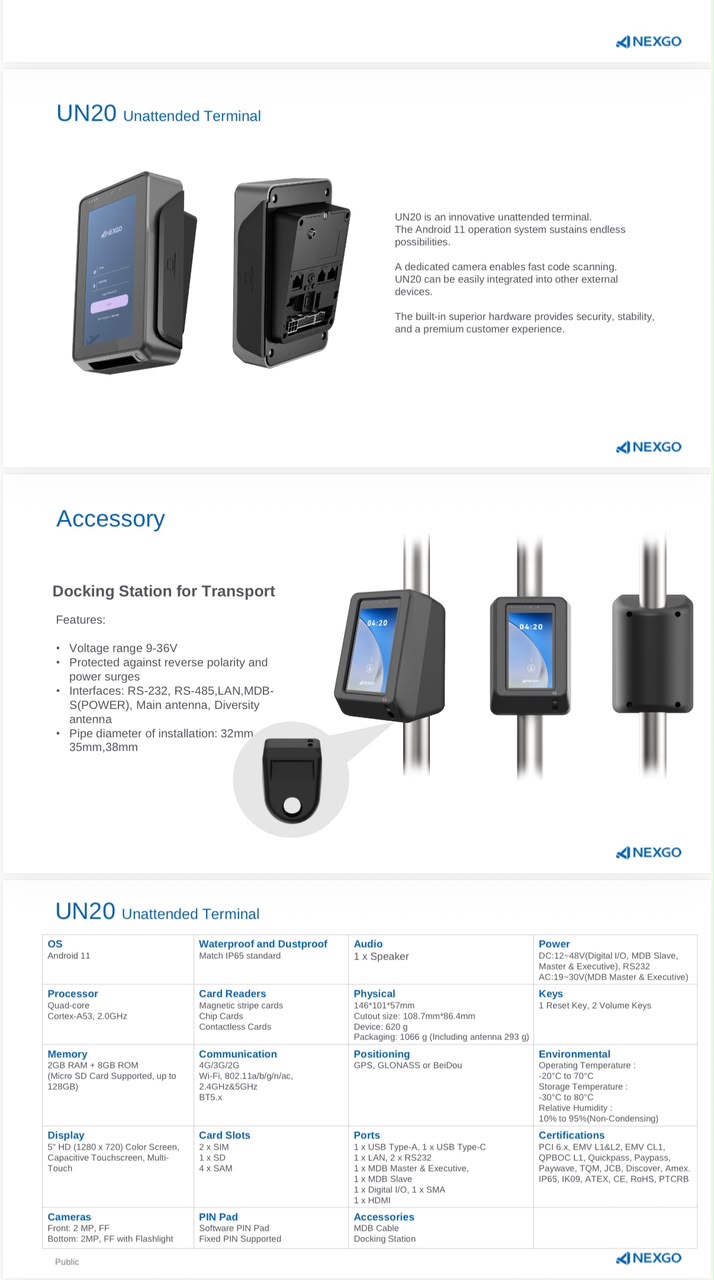 NEXGO
UN20 Unattended Terminal
NEXGO
UN20 is an innovative unattended terminal.
The Android 11 operation system sustains endless
possibilities.
A dedicated camera enables fast code scanning.
UN20 can be easily integrated into other external
devices.
The built-in superior hardware provides security, stability,
and a premium customer experience.
NEXGO
Accessory
Docking Station for Transport
Features:
• Voltage range 9-36V
• Protected against reverse polarity and
power surges
• Interfaces: RS-232, RS-485,LAN,MDB-
S(POWER), Main antenna, Diversity
antenna
• Pipe diameter of installation: 32mm
35mm,38mm
04:20
04:20
NEXGO
UN20 Unattended Terminal
OS
Android 11
Waterproof and Dustproof
Match IP65 standard
Audio
1 x Speaker
Power
DC:12~48V(Digital I/O, MDB Slave,
Master & Executive), RS232
AC:19~30V(MDB Master & Executive)
Processor
Quad-core
Cortex-A53, 2.0GHz
Card Readers
Magnetic stripe cards
Chip Cards
Contactless Cards
Physical
146*101*57mm
Cutout size: 108.7mm*86.4mm
Device: 620 g
Packaging: 1066 g (Including antenna 293 g)
Keys
1 Reset Key, 2 Volume Keys
Memory
2GB RAM + 8GB ROM
(Micro SD Card Supported, up to
128GB)
Communication
4G/3G/2G
Wi-Fi, 802.11a/b/g/n/ac,
2.4GHz&5GHz
BT5.x
Positioning
GPS, GLONASS or BeiDou
Environmental
Operating Temperature :
-20°C to 70°C
Storage Temperature :
-30°C to 80°C
Relative Humidity :
10% to 95%(Non-Condensing)
Display
5" HD (1280 x 720) Color Screen,
Capacitive Touchscreen, Multi-
Touch
Card Slots
2 x SIM
1 x SD
4 x SAM
Ports
1 x USB Type-A, 1 x USB Type-C
1 x LAN, 2 x RS232
1 x MDB Master & Executive,
1 x MDB Slave
1 x Digital I/O, 1 x SMA
1 x HDMI
Certifications
PCI 6.x, EMV L1&L2, EMV CL1,
QPBOC L1, Quickpass, Paypass,
Paywave, TQM, JCB, Discover, Amex.
IP65, IK09, ATEX, CE, RoHS, PTCRB
Cameras
Front: 2 MP, FF
Bottom: 2MP, FF with Flashlight
PIN Pad
Software PIN Pad
Fixed PIN Supported
Accessories
MDB Cable
Docking Station
Public
NEXGO